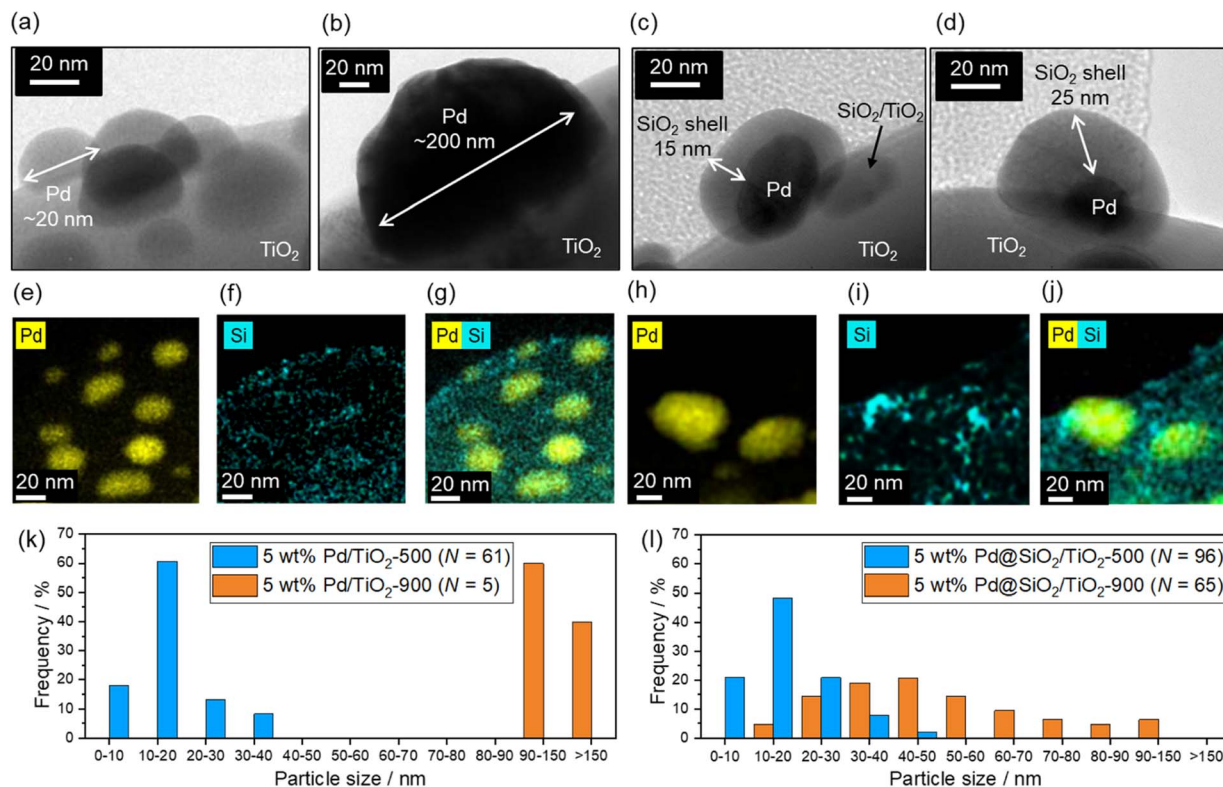 (a)
20 nm
Pd
~20 nm
TiO2
(b)
20 nm
Pd
~200 nm
TiO2
(c)
20 nm
SiO2 shell
15 nm
SiO2/TiO2
Pd
(d)
20 nm
SiO2 shell
25 nm
Pd
TiO2
(e)
Pd
20 nm
(f)
Si
20 nm
(g)
Pd Si
20 nm
(h)
Pd
20 nm
(i)
Si
20 nm
(j)
Pd Si
20 nm
(k)
5 wt% Pd/TiO2-500 (N = 61)
5 wt% Pd/TiO2-900 (N = 5)
Frequency / %
70
60
50
40
30
20
10
0
0-10 10-20 20-30 30-40 40-50 50-60 60-70 70-80 80-90 90-150 >150
Particle size / nm
(l)
5 wt% Pd@SiO2/TiO2-500 (N = 96)
5 wt% Pd@SiO2/TiO2-900 (N = 65)
Frequency / %
70
60
50
40
30
20
10
0
0-10 10-20 20-30 30-40 40-50 50-60 60-70 70-80 80-90 90-150 >150
Particle size / nm